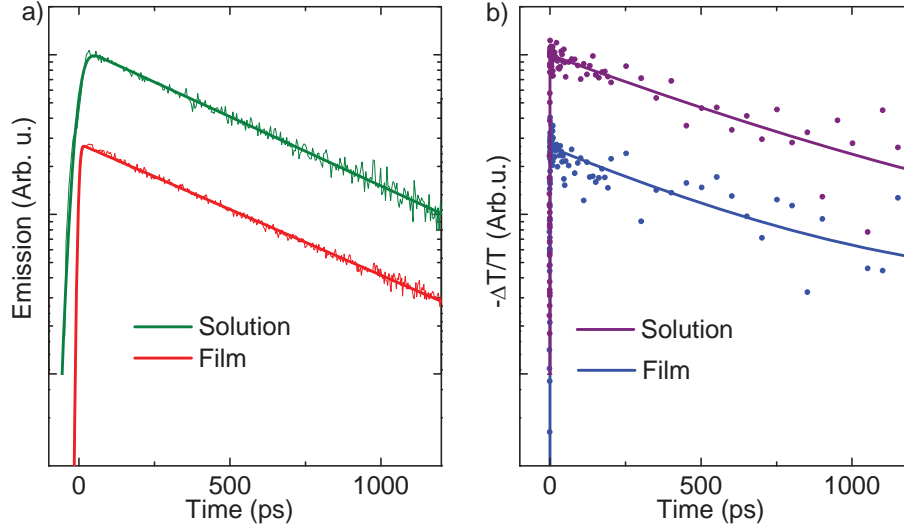 a)
Emission (Arb. u.)
Solution
Film
0
500
1000
Time (ps)
b)
-ΔT/T (Arb.u.)
Solution
Film
0
500
1000
Time (ps)